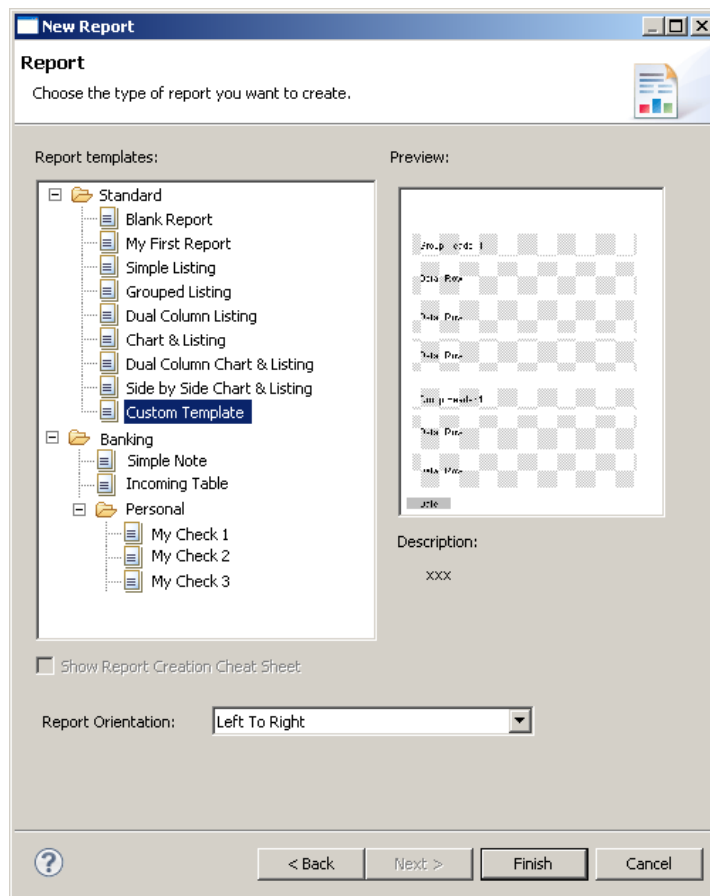 New Report
Report
Choose the type of report you want to create.
Report templates:
Preview:
Standard
Blank Report
My First Report
Simple Listing
Grouped Listing
Dual Column Listing
Chart & Listing
Dual Column Chart & Listing
Side by Side Chart & Listing
Custom Template
Banking
Simple Note
Incoming Table
Personal
My Check 1
My Check 2
My Check 3
Description:
xxx
Show Report Creation Cheat Sheet
Report Orientation: Left To Right
< Back Next > Finish Cancel